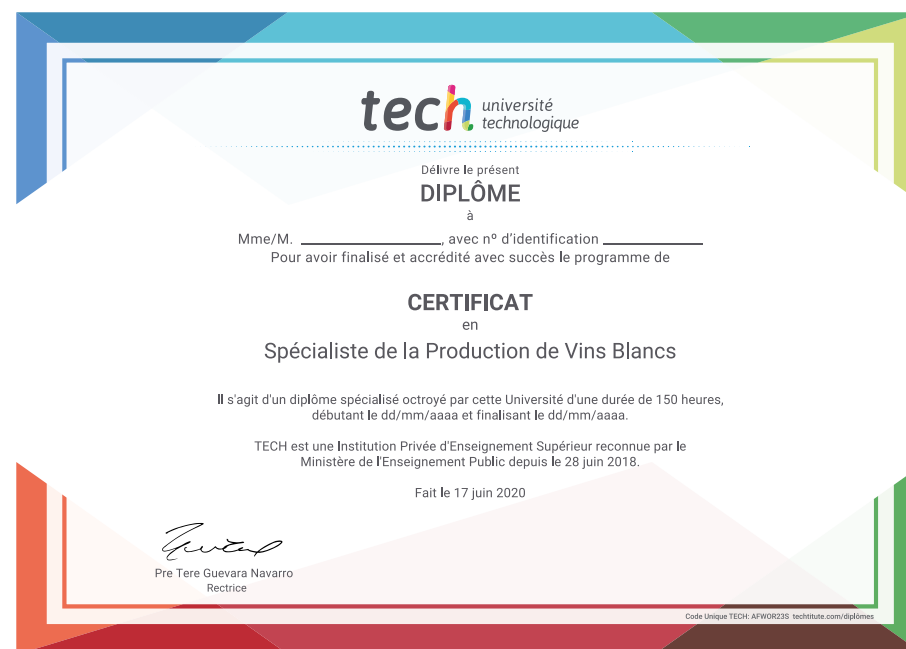 tech université
technologique
Délivre le présent
DIPLÔME
à
Mme/M. ____________________, avec nº d'identification ______________
Pour avoir finalisé et accrédité avec succès le programme de
CERTIFICAT
en
Spécialiste de la Production de Vins Blancs
Il s'agit d'un diplôme spécialisé octroyé par cette Université d'une durée de 150 heures,
débutant le dd/mm/aaaa et finalisant le dd/mm/aaaa.
TECH est une Institution Privée d'Enseignement Supérieur reconnue par le
Ministère de l'Enseignement Public depuis le 28 juin 2018.
Fait le 17 juin 2020
Pre Tere Guevara Navarro
Rectrice
Code Unique TECH: AFWOR23S techtitute.com/diplômes